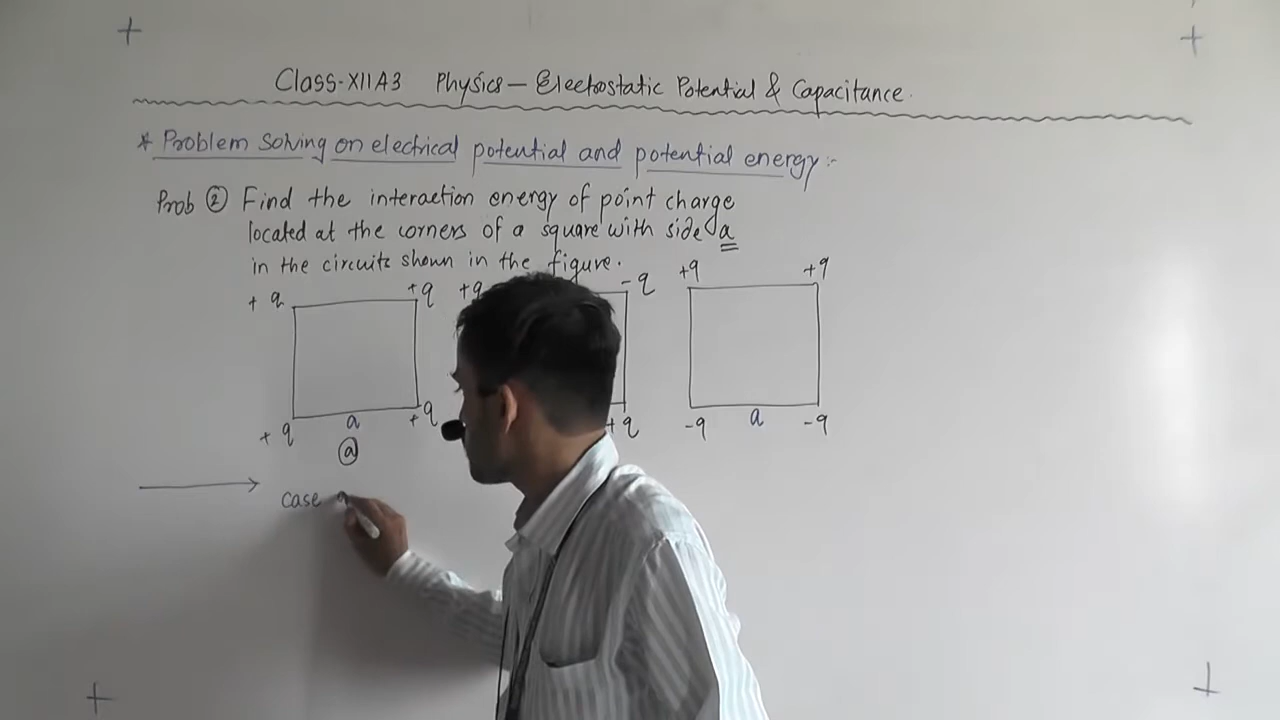 Class-XII A3 Physics — Electrostatic Potential & Capacitance.
* Problem Solving on electrical potential and potential energy :-
Prob ② Find the interaction energy of point charge
located at the corners of a square with side a
in the circuits shown in the figure.
+q +q +q -q +q +q
+q a +q +q -q a -q
ⓐ
case a